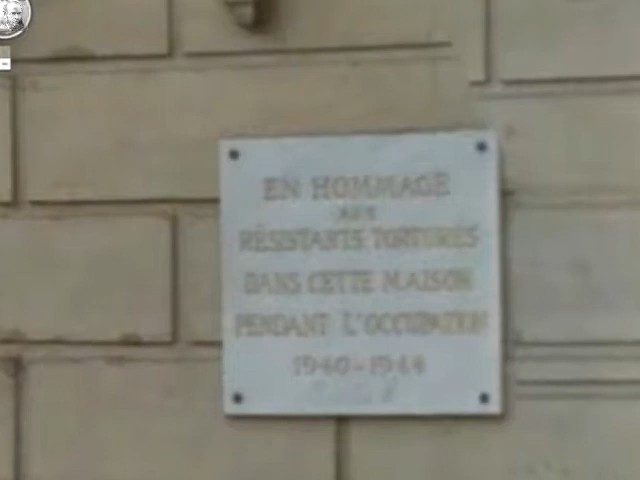 EN HOMMAGE
AUX
RÉSISTANTS TORTURÉS
DANS CETTE MAISON
PENDANT L'OCCUPATION
1940-1944